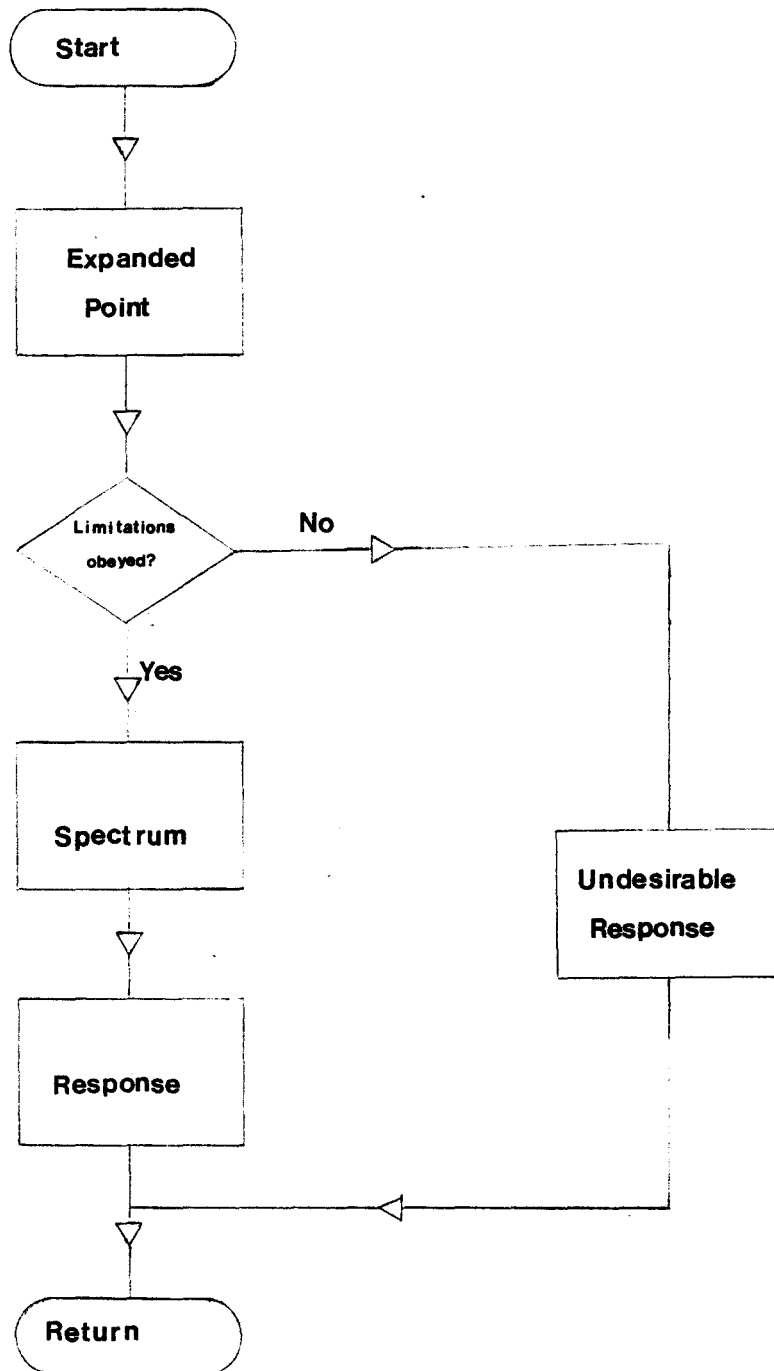 Start
Expanded
Point
Limitations
obeyed?
No
Yes
Spectrum
Undesirable
Response
Response
Return